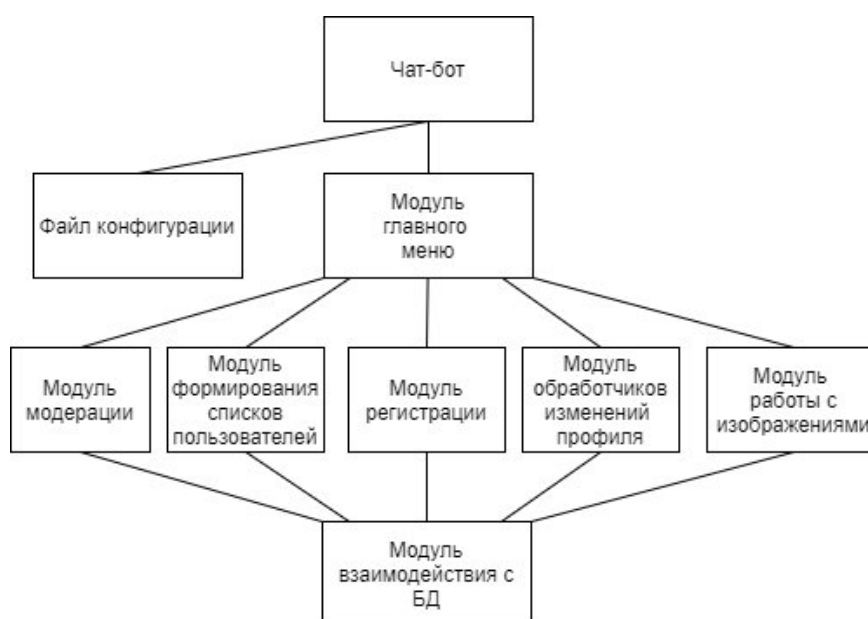 Чат-бот
Файл конфигурации
Модуль
главного
меню
Модуль
модерации
Модуль
формирования
списков
пользователей
Модуль
регистрации
Модуль
обработчиков
изменений
профиля
Модуль
работы с
изображениями
Модуль
взаимодействия с
БД